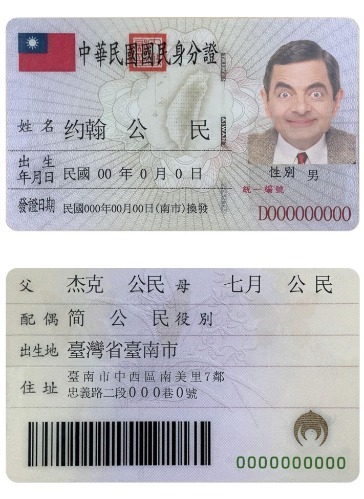 中華民國國民身分證
姓名 约翰 公 民
出生
年月日 民國 00 年 0 月 0 日
性別 男
統一編號
發證日期 民國000年00月00日(南市)換發
D000000000
父 杰克 公民 母 七月 公 民
配偶 简 公 民 役別
出生地 臺灣省臺南市
住址 臺南市中西區南美里7鄰
忠義路二段000巷0號
0000000000